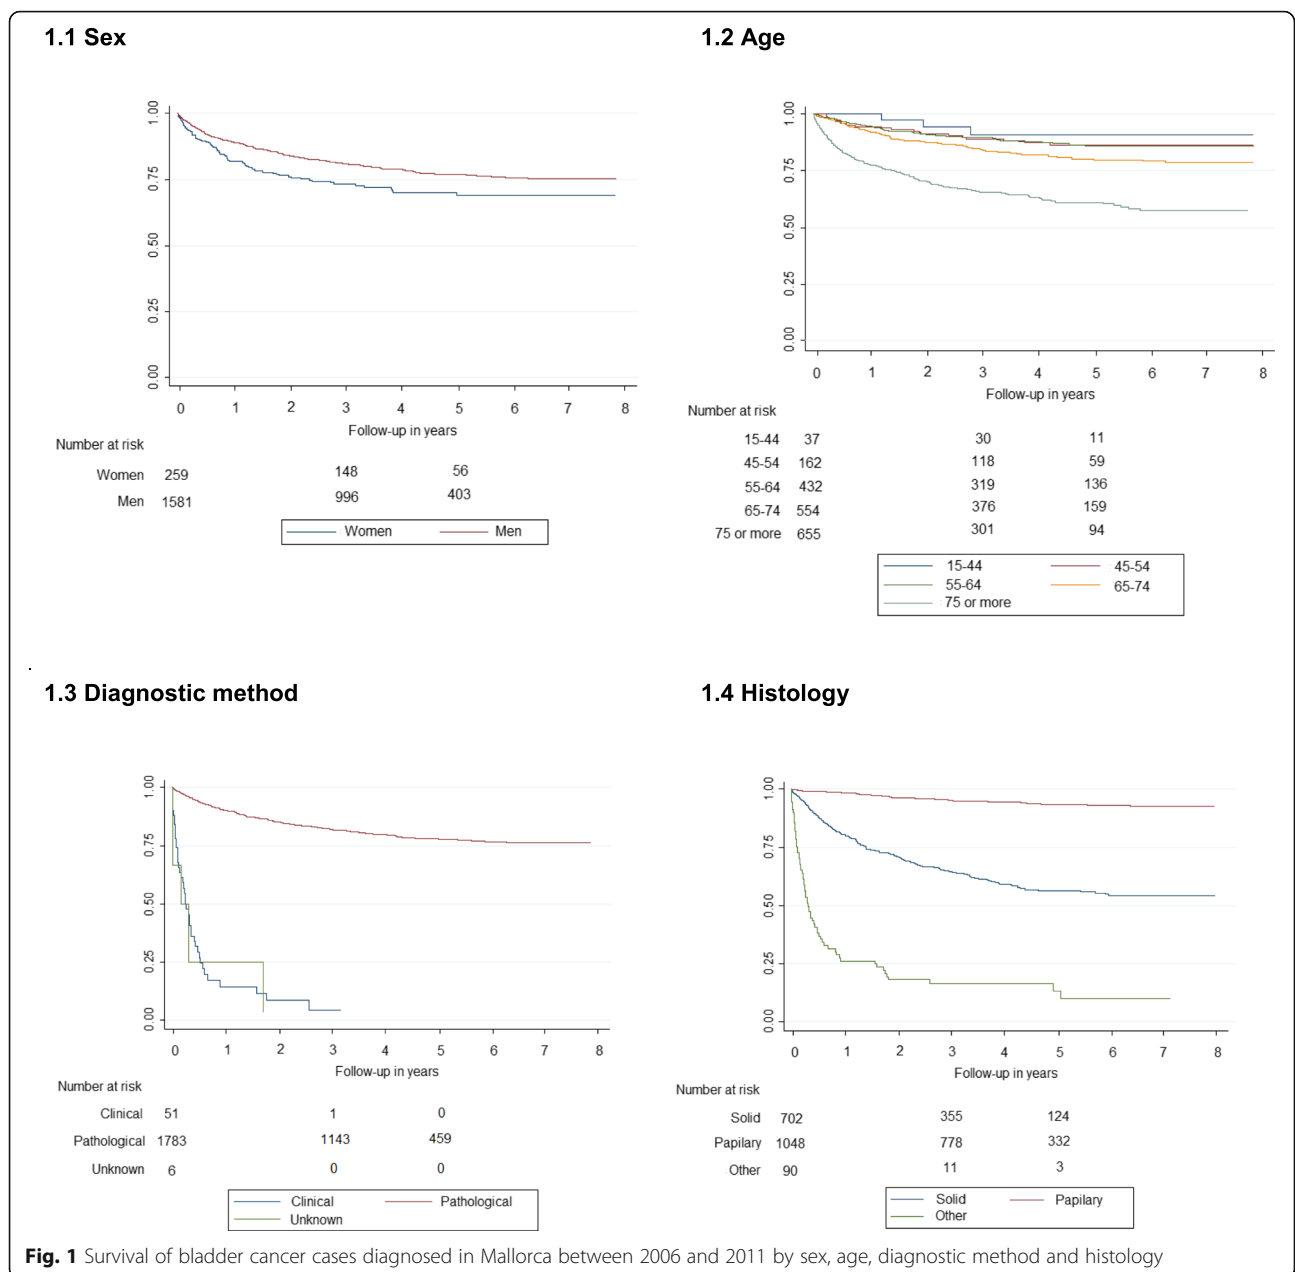 1.1 Sex
1.00
0.75
0.50
0.25
0.00
0 1 2 3 4 5 6 7 8
Follow-up in years
Number at risk
Women 259 148 56
Men 1581 996 403
Women Men
1.2 Age
1.00
0.75
0.50
0.25
0.00
0 1 2 3 4 5 6 7 8
Follow-up in years
Number at risk
15-44 37 30 11
45-54 162 118 59
55-64 432 319 136
65-74 554 376 159
75 or more 655 301 94
15-44 45-54
55-64 65-74
75 or more
1.3 Diagnostic method
1.00
0.75
0.50
0.25
0.00
0 1 2 3 4 5 6 7 8
Follow-up in years
Number at risk
Clinical 51 1 0
Pathological 1783 1143 459
Unknown 6 0 0
Clinical Pathological
Unknown
1.4 Histology
1.00
0.75
0.50
0.25
0.00
0 1 2 3 4 5 6 7 8
Follow-up in years
Number at risk
Solid 702 355 124
Papilary 1048 778 332
Other 90 11 3
Solid Papilary
Other
Fig. 1 Survival of bladder cancer cases diagnosed in Mallorca between 2006 and 2011 by sex, age, diagnostic method and histology